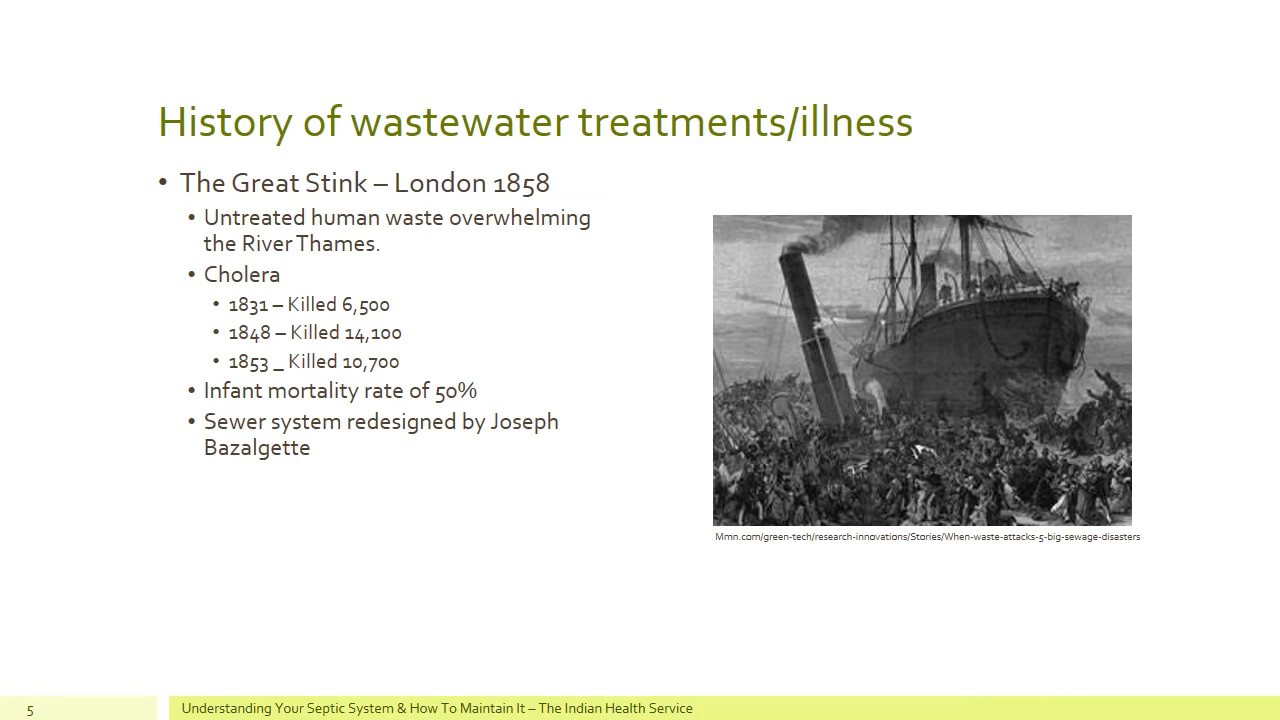 History of wastewater treatments/illness
• The Great Stink – London 1858
• Untreated human waste overwhelming
the River Thames.
• Cholera
• 1831 – Killed 6,500
• 1848 – Killed 14,100
• 1853 _ Killed 10,700
• Infant mortality rate of 50%
• Sewer system redesigned by Joseph
Bazalgette
Mmn.com/green-tech/research-innovations/Stories/When-waste-attacks-5-big-sewage-disasters
5
Understanding Your Septic System & How To Maintain It – The Indian Health Service